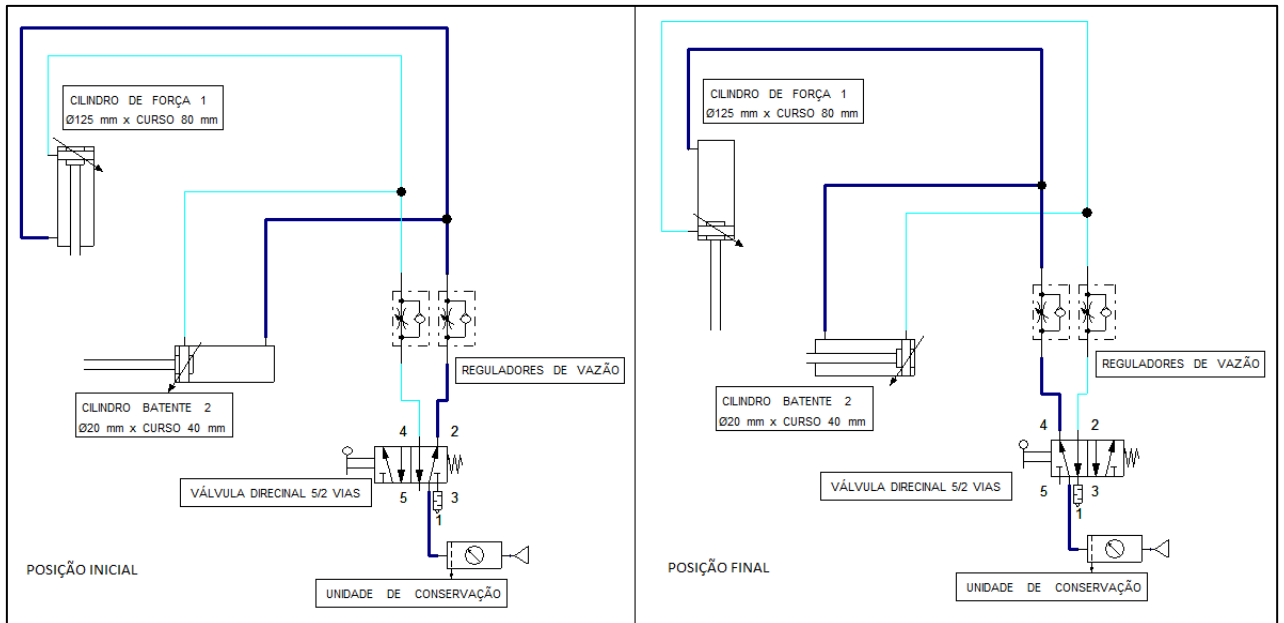 CILINDRO DE FORÇA 1
Ø125 mm x CURSO 80 mm
REGULADORES DE VAZÃO
CILINDRO BATENTE 2
Ø20 mm x CURSO 40 mm
4 2
VÁLVULA DIRECINAL 5/2 VIAS
5 3
1
POSIÇÃO INICIAL
UNIDADE DE CONSERVAÇÃO
CILINDRO DE FORÇA 1
Ø125 mm x CURSO 80 mm
REGULADORES DE VAZÃO
CILINDRO BATENTE 2
Ø20 mm x CURSO 40 mm
4 2
VÁLVULA DIRECINAL 5/2 VIAS
5 3
1
POSIÇÃO FINAL
UNIDADE DE CONSERVAÇÃO